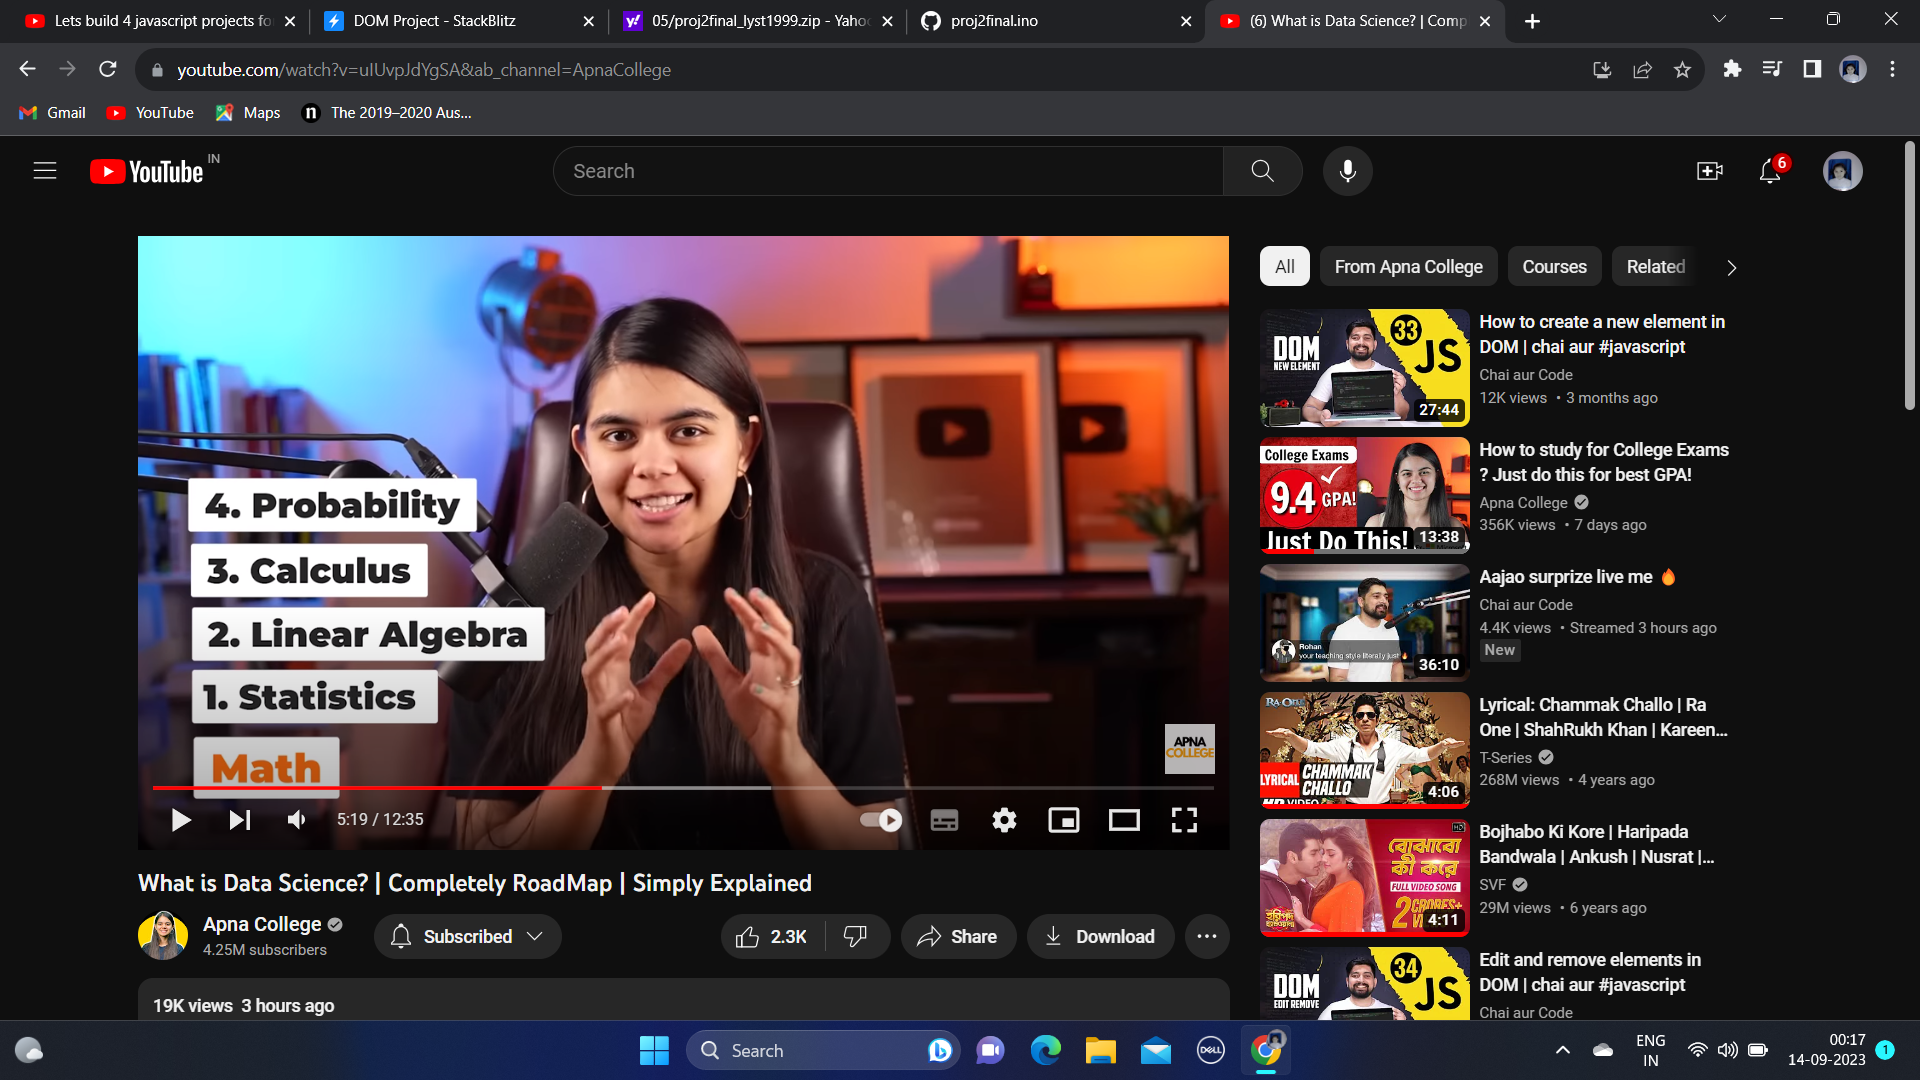 Lets build 4 javascript projects fo
DOM Project - StackBlitz
05/proj2final_lyst1999.zip - Yaho
proj2final.ino
(6) What is Data Science? | Comp
youtube.com/watch?v=uIUvpJdYgSA&ab_channel=ApnaCollege
Gmail
YouTube
Maps
The 2019–2020 Aus...
YouTube IN
Search
6
4. Probability
3. Calculus
2. Linear Algebra
1. Statistics
Math
APNA
COLLEGE
5:19 / 12:35
What is Data Science? | Completely RoadMap | Simply Explained
Apna College
4.25M subscribers
Subscribed
2.3K
Share
Download
19K views 3 hours ago
All
From Apna College
Courses
Related
DOM
NEW ELEMENT
33
JS
27:44
How to create a new element in
DOM | chai aur #javascript
Chai aur Code
12K views • 3 months ago
College Exams
9.4 GPA!
Just Do This!
13:38
How to study for College Exams
? Just do this for best GPA!
Apna College
356K views • 7 days ago
Rohan
your teaching style literally just
36:10
Aajao surprize live me
Chai aur Code
4.4K views • Streamed 3 hours ago
New
RA ONE
LYRICAL
CHAMMAK
CHALLO
HD VIDEO
4:06
Lyrical: Chammak Challo | Ra
One | ShahRukh Khan | Kareen...
T-Series
268M views • 4 years ago
HD
বোঝাবো
কী করে
FULL VIDEO SONG
2 CRORES+
4:11
Bojhabo Ki Kore | Haripada
Bandwala | Ankush | Nusrat |...
SVF
29M views • 6 years ago
DOM
EDIT REMOVE
34
JS
Edit and remove elements in
DOM | chai aur #javascript
Chai aur Code
Search
DELL
ENG
IN
00:17
14-09-2023
1